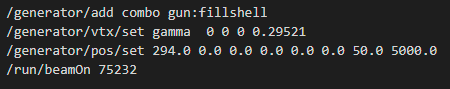 /generator/add combo gun:fillshell
/generator/vtx/set gamma  0 0 0 0.29521
/generator/pos/set 294.0 0.0 0.0 0.0 0.0 0.0 50.0 5000.0
/run/beamOn 75232